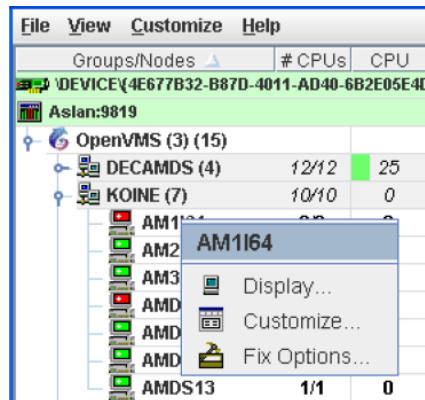 File View Customize Help
Groups/Nodes # CPUs CPU
\DEVICE\{4E677B32-B87D-4011-AD40-6B2E05E4D
Aslan:9819
OpenVMS (3) (15)
DECAMDS (4) 12/12 25
KOINE (7) 10/10 0
AM1I64
AM1I64
AM2
Display...
AM3
Customize...
AMD
AMD
Fix Options...
AMD
AMDS13 1/1 0